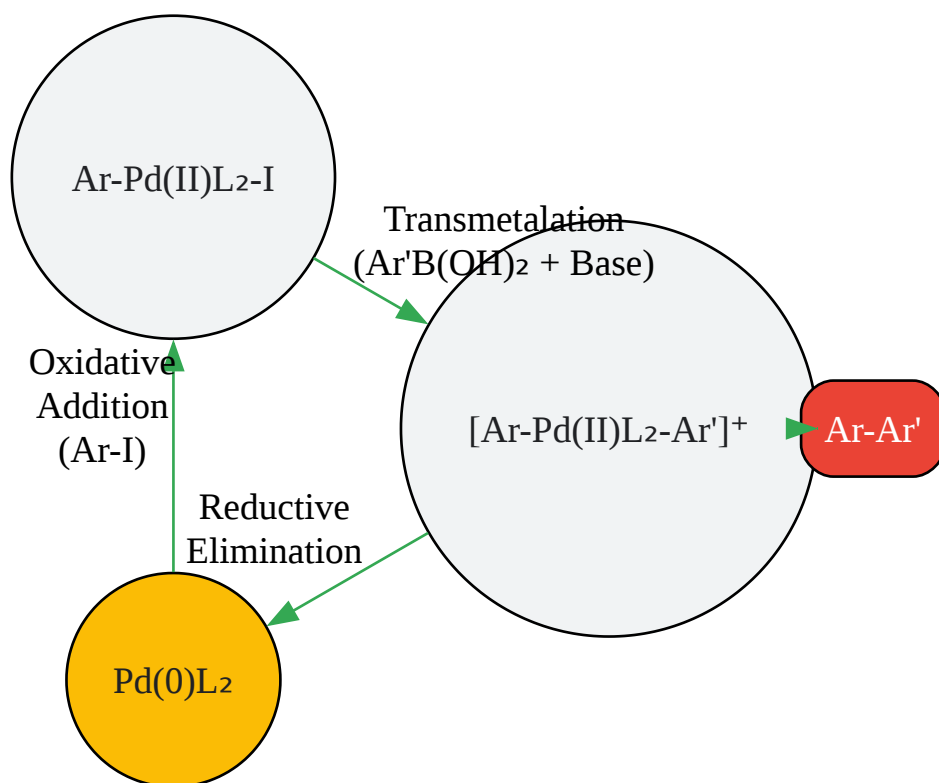 Ar-Pd(II)L₂-I
Transmetalation
(Ar'B(OH)₂ + Base)
Oxidative
Addition
(Ar-I)
[Ar-Pd(II)L₂-Ar']⁺
Ar-Ar'
Reductive
Elimination
Pd(0)L₂